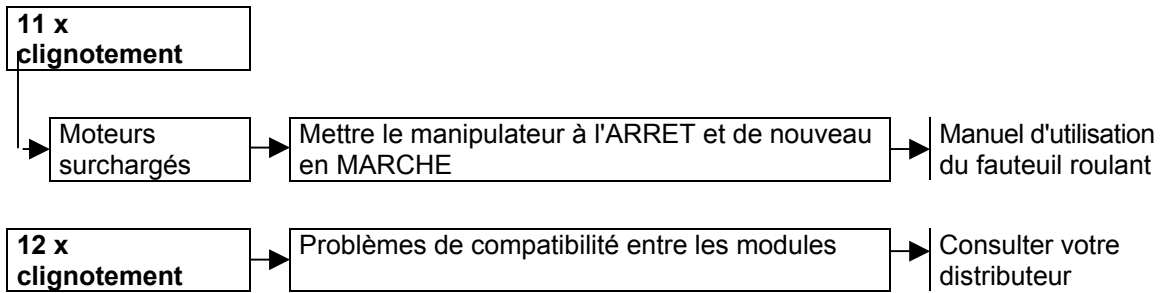 11 x
clignotement
Moteurs
surchargés
Mettre le manipulateur à l'ARRET et de nouveau
en MARCHE
Manuel d'utilisation
du fauteuil roulant
12 x
clignotement
Problèmes de compatibilité entre les modules
Consulter votre
distributeur